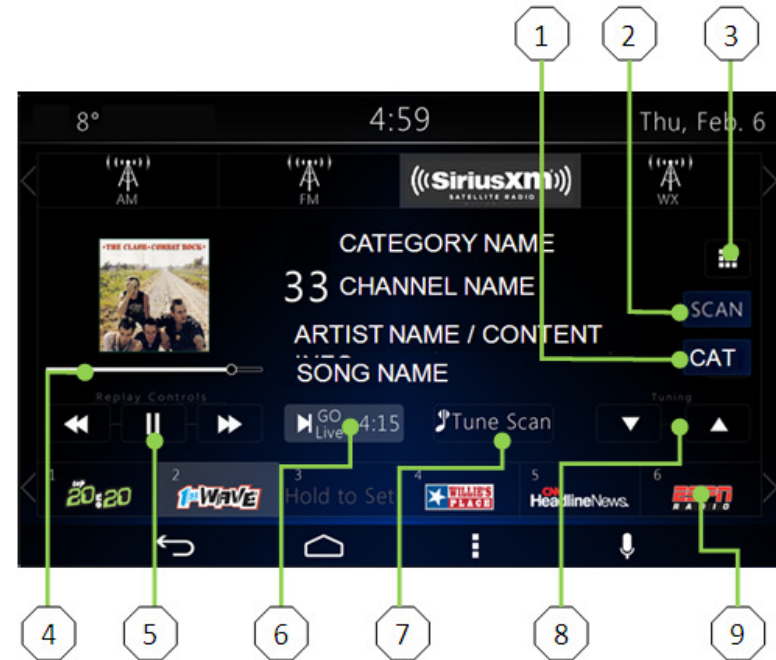 1 2 3
8° 4:59 Thu, Feb. 6
AM FM ((SiriusXM)) SATELLITE RADIO WX
THE CLASH COMBAT ROCK
CATEGORY NAME
33 CHANNEL NAME
SCAN
ARTIST NAME / CONTENT
CAT
SONG NAME
Replay Controls Tuning
GO Live 4:15 Tune Scan
1 20 20 2 1st WAVE 3 Hold to Set 4 WILLIE'S PLACE 5 CNN HeadlineNews. 6 ESPN RADIO
4 5 6 7 8 9